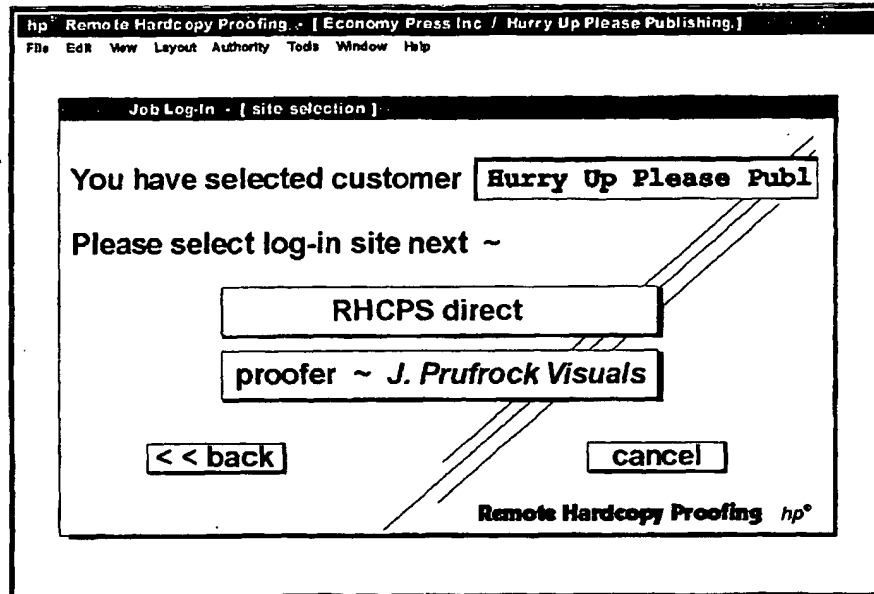 hp° Remote Hardcopy Proofing - [ Economy Press Inc / Hurry Up Please Publishing ]
File Edit View Layout Authority Tools Window Help
Job Log-In - [ site selection ]
You have selected customer Hurry Up Please Publ
Please select log-in site next ~
RHCPS direct
proofer ~ J. Prufrock Visuals
< < back cancel
Remote Hardcopy Proofing hp°